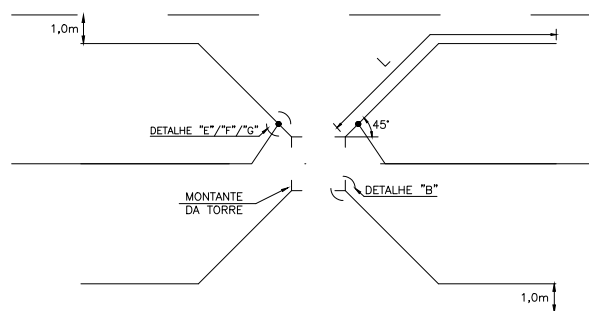 1,0m
L
45°
DETALHE "E"/"F"/"G"
MONTANTE
DA TORRE
DETALHE "B"
1,0m